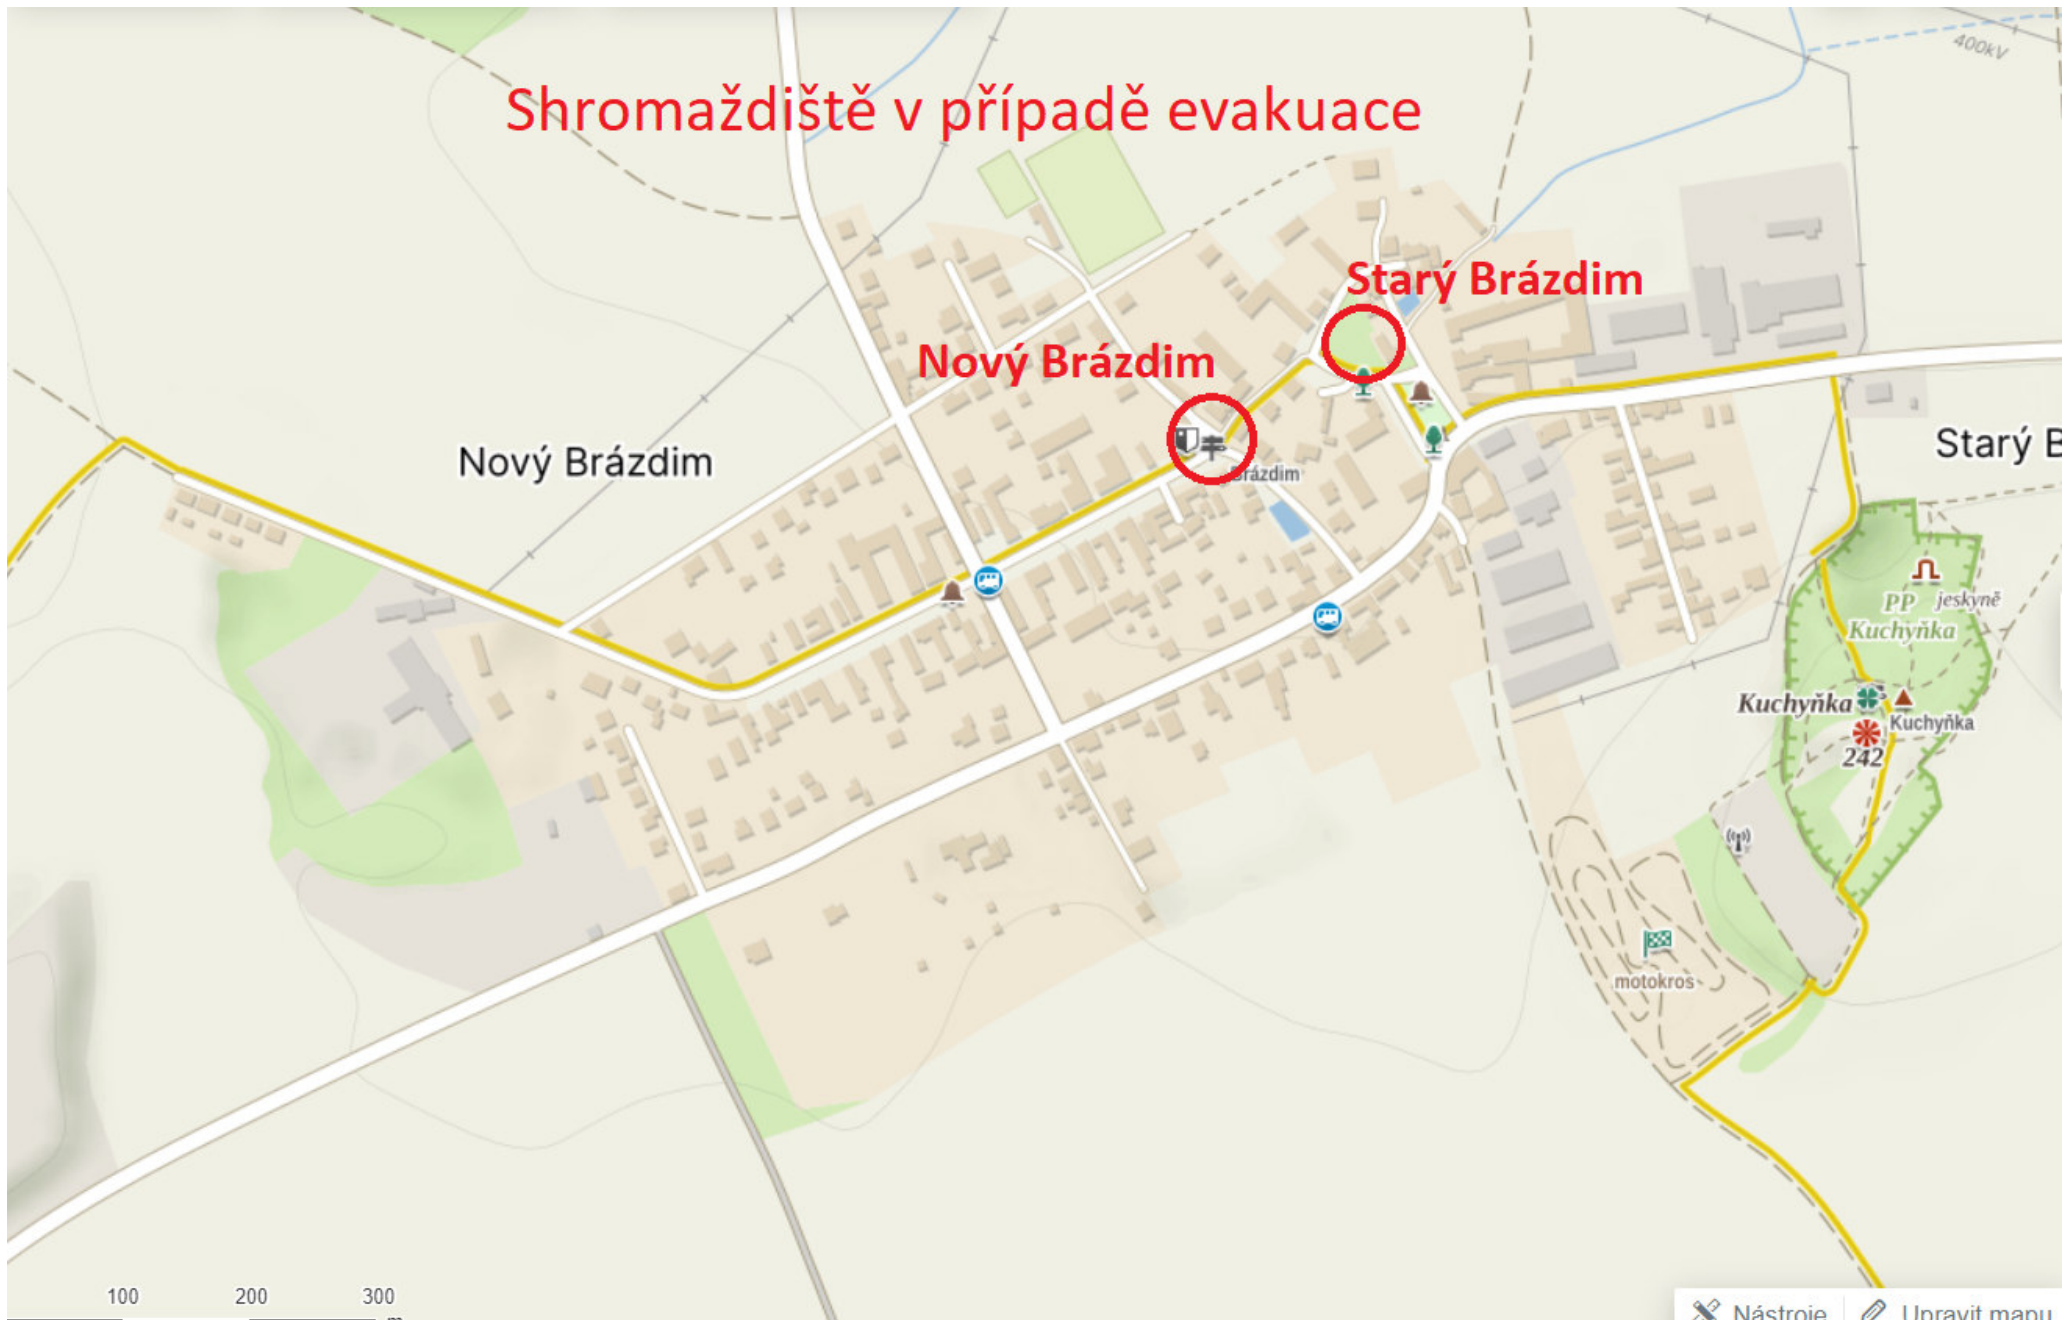 400kV
Shromaždiště v případě evakuace
Starý Brázdim
Nový Brázdim
Nový Brázdim
Starý B
Brázdim
PP jeskyně
Kuchyňka
Kuchyňka
Kuchyňka
242
motokros
100 200 300
m
Nástroje Upravit mapu